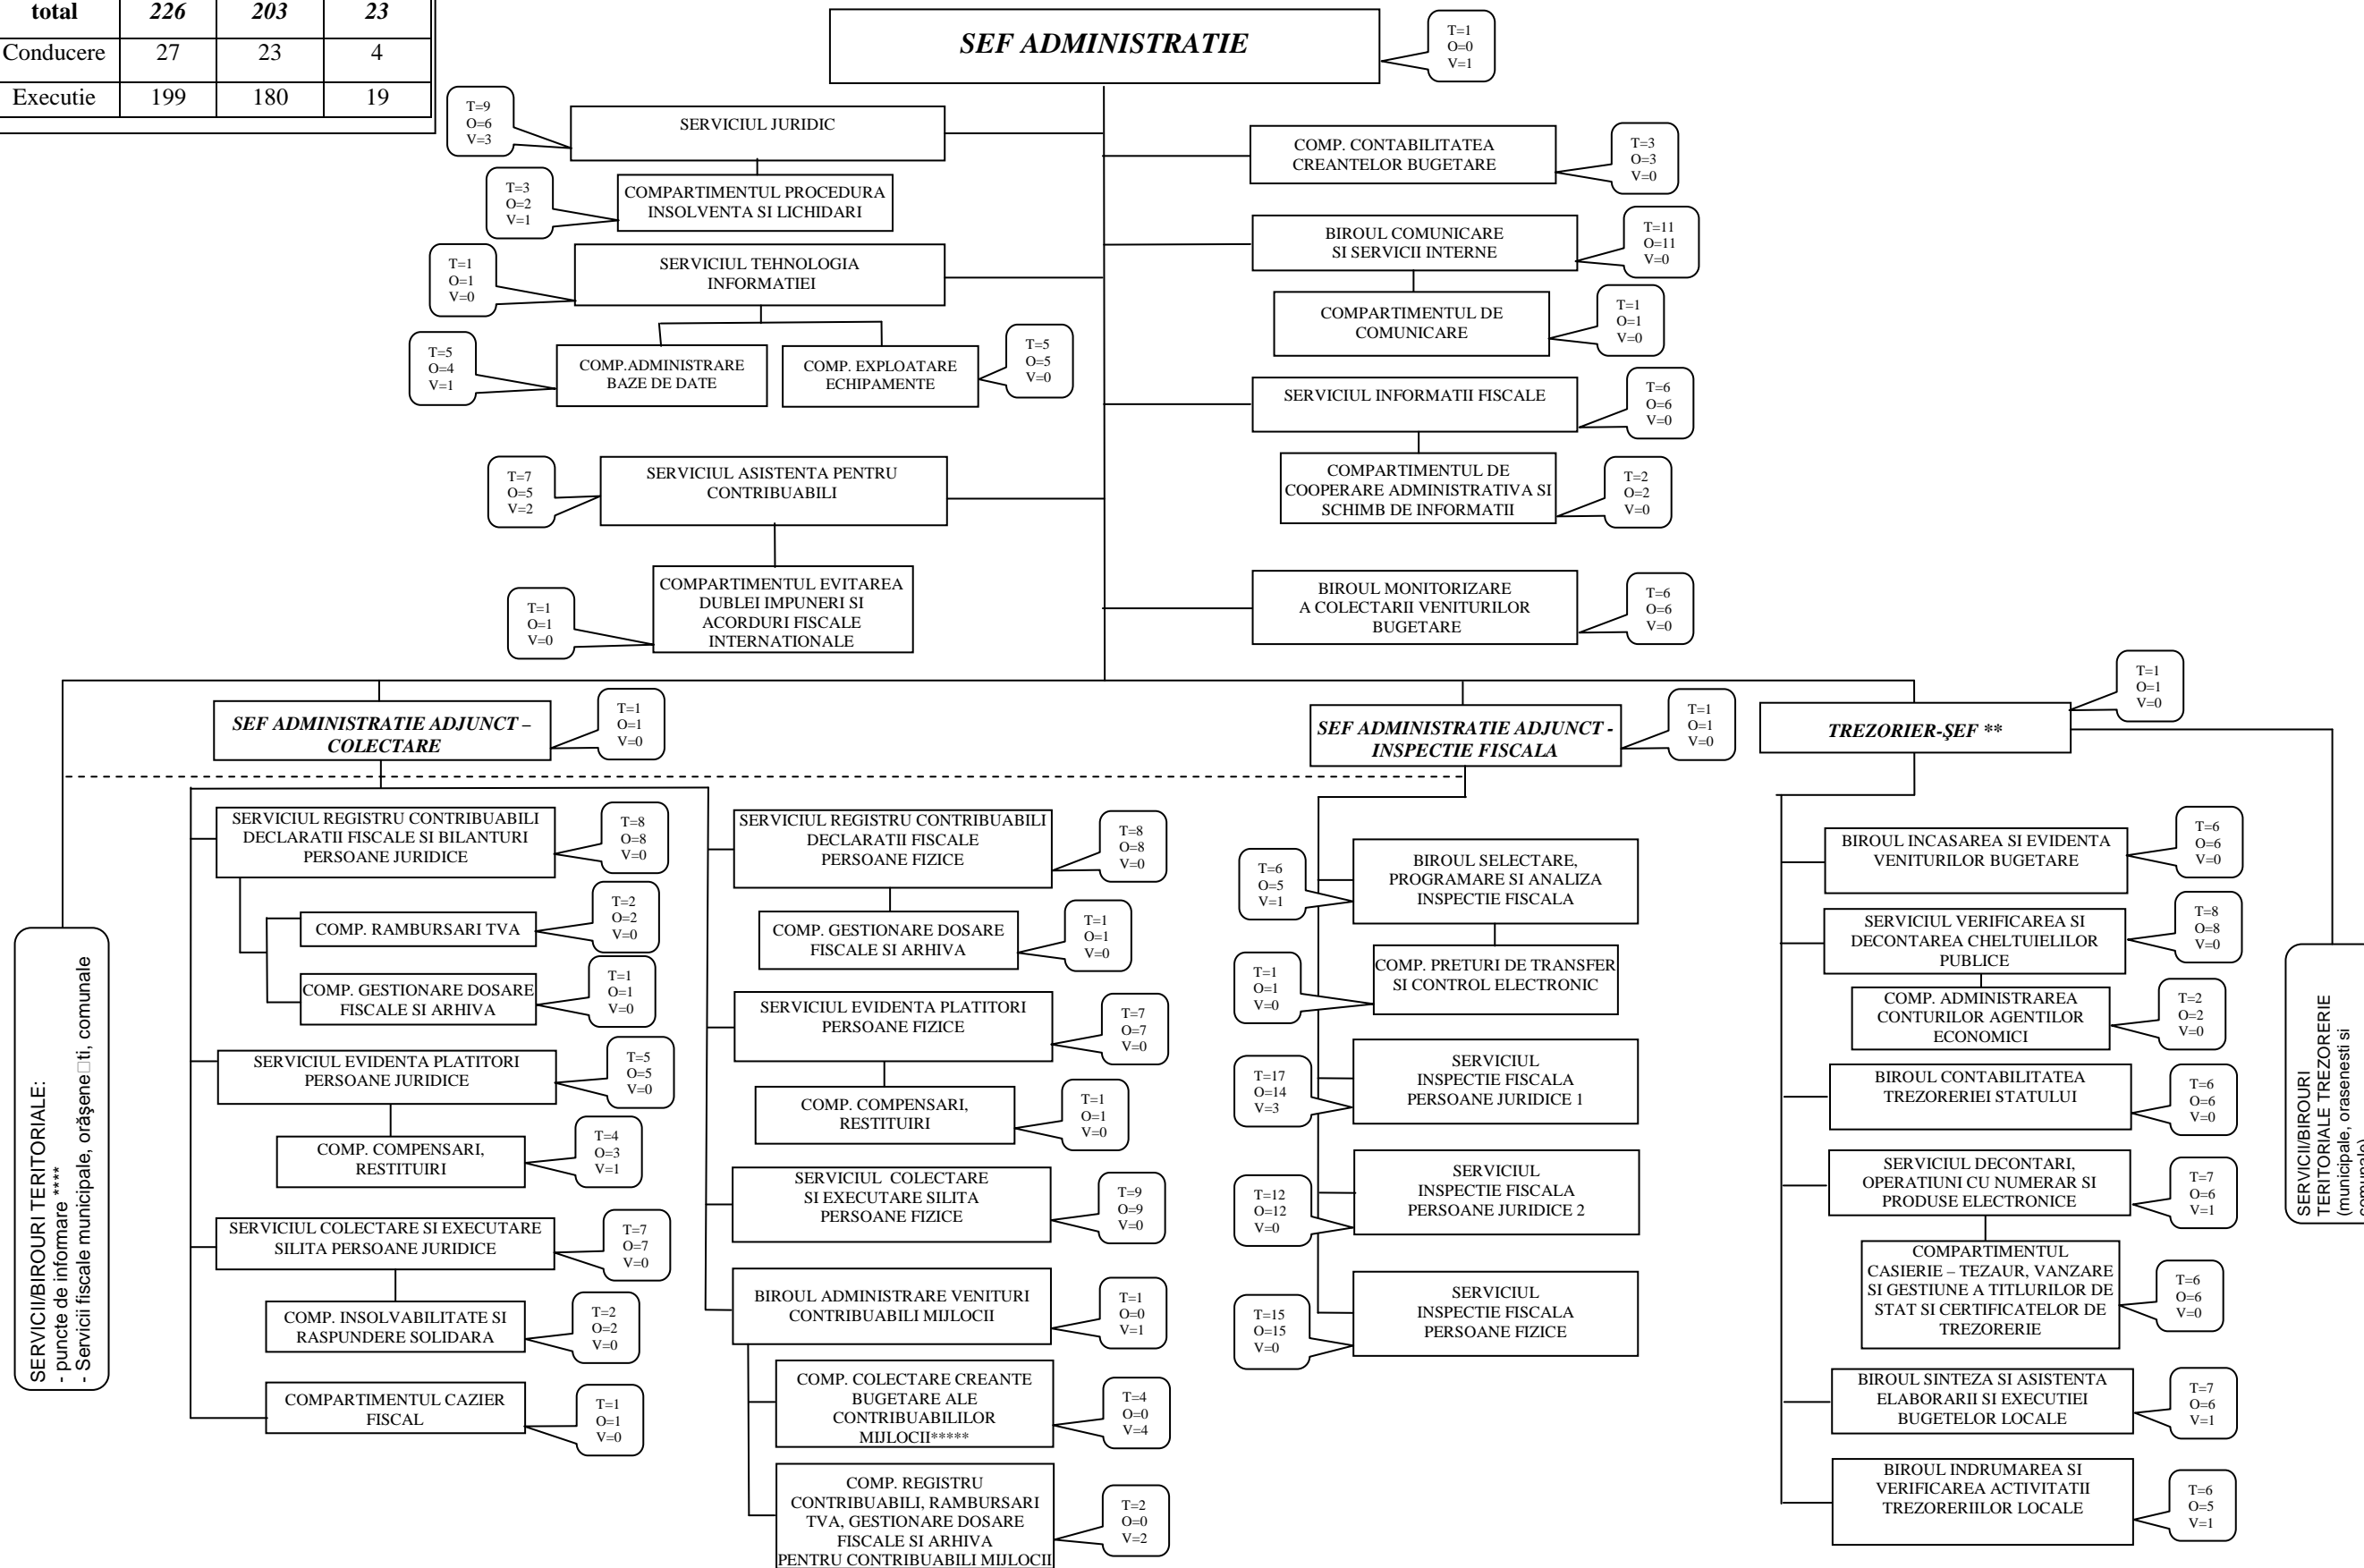 total 226 203 23
Conducere 27 23 4
Executie 199 180 19
SEF ADMINISTRATIE
T=1
O=0
V=1
T=9
O=6
V=3
SERVICIUL JURIDIC
T=3
O=2
V=1
COMPARTIMENTUL PROCEDURA
INSOLVENTA SI LICHIDARI
T=1
O=1
V=0
SERVICIUL TEHNOLOGIA
INFORMATIEI
T=5
O=4
V=1
COMP.ADMINISTRARE
BAZE DE DATE
COMP. EXPLOATARE
ECHIPAMENTE
T=5
O=5
V=0
T=7
O=5
V=2
SERVICIUL ASISTENTA PENTRU
CONTRIBUABILI
T=1
O=1
V=0
COMPARTIMENTUL EVITAREA
DUBLEI IMPUNERI SI
ACORDURI FISCALE
INTERNATIONALE
COMP. CONTABILITATEA
CREANTELOR BUGETARE
T=3
O=3
V=0
BIROUL COMUNICARE
SI SERVICII INTERNE
T=11
O=11
V=0
COMPARTIMENTUL DE
COMUNICARE
T=1
O=1
V=0
SERVICIUL INFORMATII FISCALE
T=6
O=6
V=0
COMPARTIMENTUL DE
COOPERARE ADMINISTRATIVA SI
SCHIMB DE INFORMATII
T=2
O=2
V=0
BIROUL MONITORIZARE
A COLECTARII VENITURILOR
BUGETARE
T=6
O=6
V=0
SERVICII/BIROURI TERITORIALE:
- puncte de informare ****
- Servicii fiscale municipale, orăşene□ti, comunale
SEF ADMINISTRATIE ADJUNCT –
COLECTARE
T=1
O=1
V=0
SERVICIUL REGISTRU CONTRIBUABILI
DECLARATII FISCALE SI BILANTURI
PERSOANE JURIDICE
T=8
O=8
V=0
COMP. RAMBURSARI TVA
T=2
O=2
V=0
COMP. GESTIONARE DOSARE
FISCALE SI ARHIVA
T=1
O=1
V=0
SERVICIUL EVIDENTA PLATITORI
PERSOANE JURIDICE
T=5
O=5
V=0
COMP. COMPENSARI,
RESTITUIRI
T=4
O=3
V=1
SERVICIUL COLECTARE SI EXECUTARE
SILITA PERSOANE JURIDICE
T=7
O=7
V=0
COMP. INSOLVABILITATE SI
RASPUNDERE SOLIDARA
T=2
O=2
V=0
COMPARTIMENTUL CAZIER
FISCAL
T=1
O=1
V=0
SERVICIUL REGISTRU CONTRIBUABILI
DECLARATII FISCALE
PERSOANE FIZICE
T=8
O=8
V=0
COMP. GESTIONARE DOSARE
FISCALE SI ARHIVA
T=1
O=1
V=0
SERVICIUL EVIDENTA PLATITORI
PERSOANE FIZICE
T=7
O=7
V=0
COMP. COMPENSARI,
RESTITUIRI
T=1
O=1
V=0
SERVICIUL COLECTARE
SI EXECUTARE SILITA
PERSOANE FIZICE
T=9
O=9
V=0
BIROUL ADMINISTRARE VENITURI
CONTRIBUABILI MIJLOCII
T=1
O=0
V=1
COMP. COLECTARE CREANTE
BUGETARE ALE
CONTRIBUABILILOR
MIJLOCII*****
T=4
O=0
V=4
COMP. REGISTRU
CONTRIBUABILI, RAMBURSARI
TVA, GESTIONARE DOSARE
FISCALE SI ARHIVA
PENTRU CONTRIBUABILI MIJLOCII
T=2
O=0
V=2
SEF ADMINISTRATIE ADJUNCT -
INSPECTIE FISCALA
T=1
O=1
V=0
T=6
O=5
V=1
BIROUL SELECTARE,
PROGRAMARE SI ANALIZA
INSPECTIE FISCALA
T=1
O=1
V=0
COMP. PRETURI DE TRANSFER
SI CONTROL ELECTRONIC
T=17
O=14
V=3
SERVICIUL
INSPECTIE FISCALA
PERSOANE JURIDICE 1
T=12
O=12
V=0
SERVICIUL
INSPECTIE FISCALA
PERSOANE JURIDICE 2
T=15
O=15
V=0
SERVICIUL
INSPECTIE FISCALA
PERSOANE FIZICE
TREZORIER-ŞEF **
T=1
O=1
V=0
BIROUL INCASAREA SI EVIDENTA
VENITURILOR BUGETARE
T=6
O=6
V=0
SERVICIUL VERIFICAREA SI
DECONTAREA CHELTUIELILOR
PUBLICE
T=8
O=8
V=0
COMP. ADMINISTRAREA
CONTURILOR AGENTILOR
ECONOMICI
T=2
O=2
V=0
BIROUL CONTABILITATEA
TREZORERIEI STATULUI
T=6
O=6
V=0
SERVICIUL DECONTARI,
OPERATIUNI CU NUMERAR SI
PRODUSE ELECTRONICE
T=7
O=6
V=1
COMPARTIMENTUL
CASIERIE – TEZAUR, VANZARE
SI GESTIUNE A TITLURILOR DE
STAT SI CERTIFICATELOR DE
TREZORERIE
T=6
O=6
V=0
BIROUL SINTEZA SI ASISTENTA
ELABORARII SI EXECUTIEI
BUGETELOR LOCALE
T=7
O=6
V=1
BIROUL INDRUMAREA SI
VERIFICAREA ACTIVITATII
TREZORERIILOR LOCALE
T=6
O=5
V=1
SERVICII/BIROURI
TERITORIALE TREZORERIE
(municipale, orasenesti si
comunale)